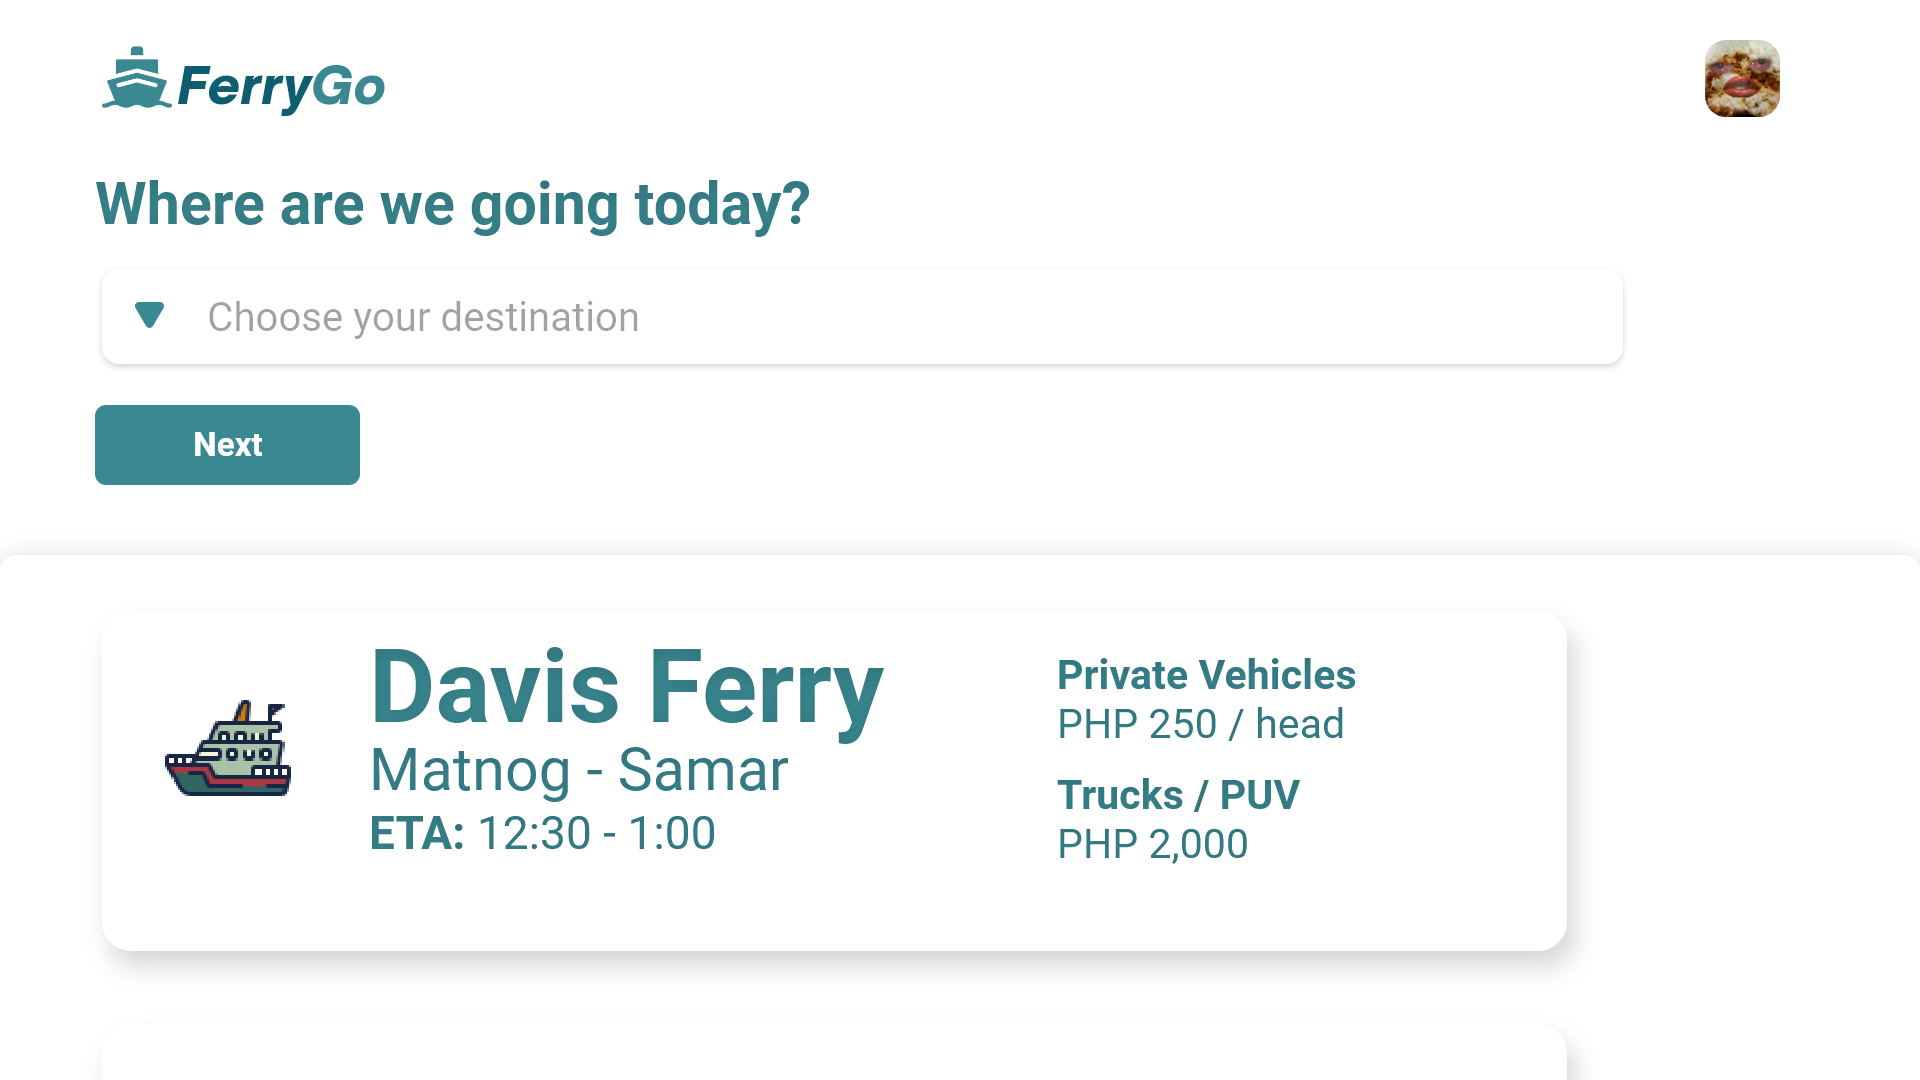 FerryGo
Where are we going today?
Choose your destination
Next
Davis Ferry
Matnog - Samar
ETA: 12:30 - 1:00
Private Vehicles
PHP 250 / head
Trucks / PUV
PHP 2,000